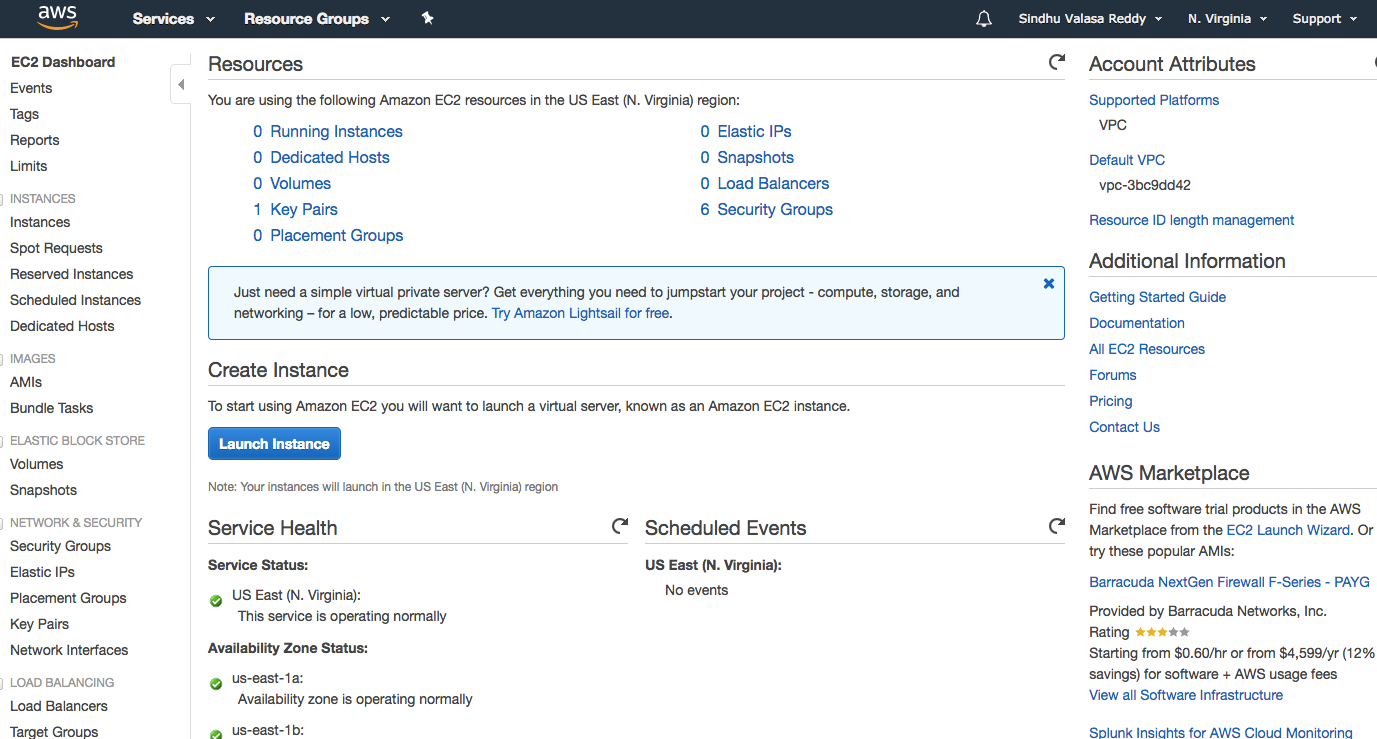 aws Services Resource Groups Sindhu Valasa Reddy N. Virginia Support
EC2 Dashboard
Events
Tags
Reports
Limits
INSTANCES
Instances
Spot Requests
Reserved Instances
Scheduled Instances
Dedicated Hosts
IMAGES
AMIs
Bundle Tasks
ELASTIC BLOCK STORE
Volumes
Snapshots
NETWORK & SECURITY
Security Groups
Elastic IPs
Placement Groups
Key Pairs
Network Interfaces
LOAD BALANCING
Load Balancers
Target Groups
Resources
You are using the following Amazon EC2 resources in the US East (N. Virginia) region:
0 Running Instances
0 Dedicated Hosts
0 Volumes
1 Key Pairs
0 Placement Groups
0 Elastic IPs
0 Snapshots
0 Load Balancers
6 Security Groups
Just need a simple virtual private server? Get everything you need to jumpstart your project - compute, storage, and
networking – for a low, predictable price. Try Amazon Lightsail for free.
Create Instance
To start using Amazon EC2 you will want to launch a virtual server, known as an Amazon EC2 instance.
Launch Instance
Note: Your instances will launch in the US East (N. Virginia) region
Service Health
Service Status:
US East (N. Virginia):
This service is operating normally
Availability Zone Status:
us-east-1a:
Availability zone is operating normally
us-east-1b:
Scheduled Events
US East (N. Virginia):
No events
Account Attributes
Supported Platforms
VPC
Default VPC
vpc-3bc9dd42
Resource ID length management
Additional Information
Getting Started Guide
Documentation
All EC2 Resources
Forums
Pricing
Contact Us
AWS Marketplace
Find free software trial products in the AWS
Marketplace from the EC2 Launch Wizard. Or
try these popular AMIs:
Barracuda NextGen Firewall F-Series - PAYG
Provided by Barracuda Networks, Inc.
Rating
Starting from $0.60/hr or from $4,599/yr (12%
savings) for software + AWS usage fees
View all Software Infrastructure
Splunk Insights for AWS Cloud Monitoring